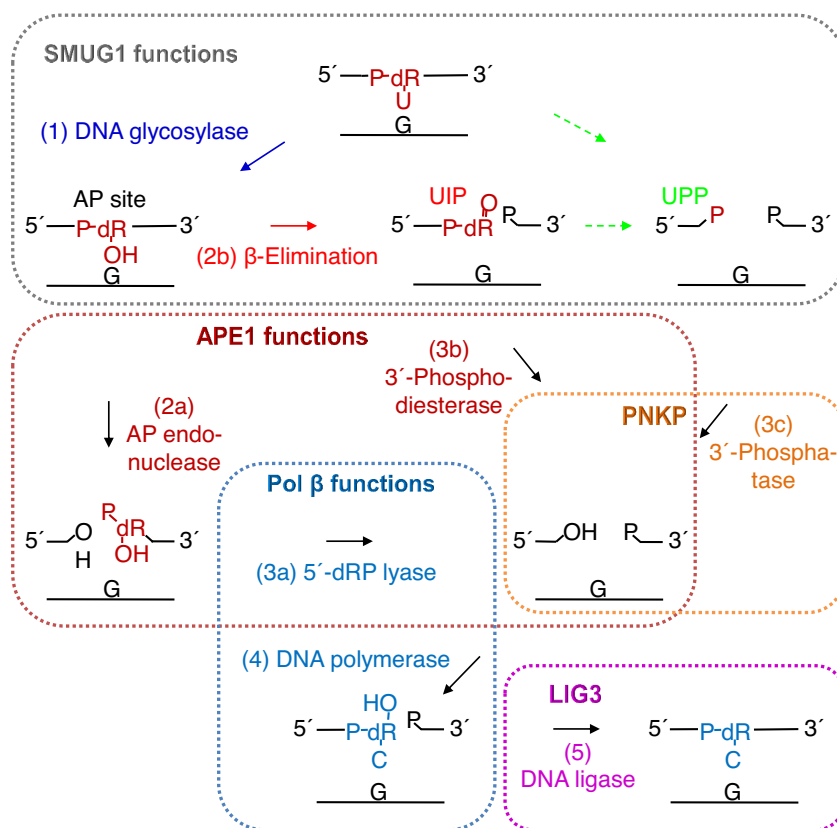 SMUG1 functions
5´ P-dR 3´
U
G
(1) DNA glycosylase
AP site
5´ P-dR 3´
OH
G
(2b) β-Elimination
UIP
O
5´ P-dR P 3´
G
UPP
5´ P P 3´
G
APE1 functions
(3b)
3´-Phospho-
diesterase
PNKP
(3c)
3´-Phospha-
tase
(2a)
AP endo-
nuclease
Pol β functions
P
5´ O dR 3´
H OH
G
(3a) 5´-dRP lyase
5´ OH P 3´
G
(4) DNA polymerase
HO
5´ P-dR P 3´
C
G
LIG3
(5)
DNA ligase
5´ P-dR 3´
C
G